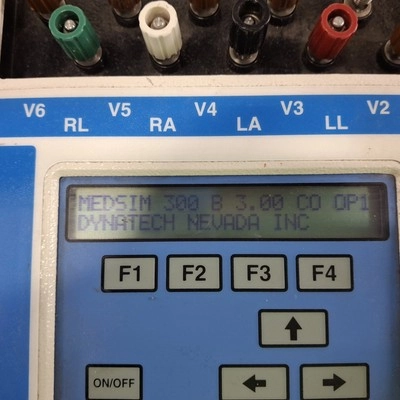 V6 V5 V4 V3 V2
RL RA LA LL
MEDSIM 300 B 3.00 CO OP1
DYNATECH NEVADA INC
F1 F2 F3 F4
ON/OFF